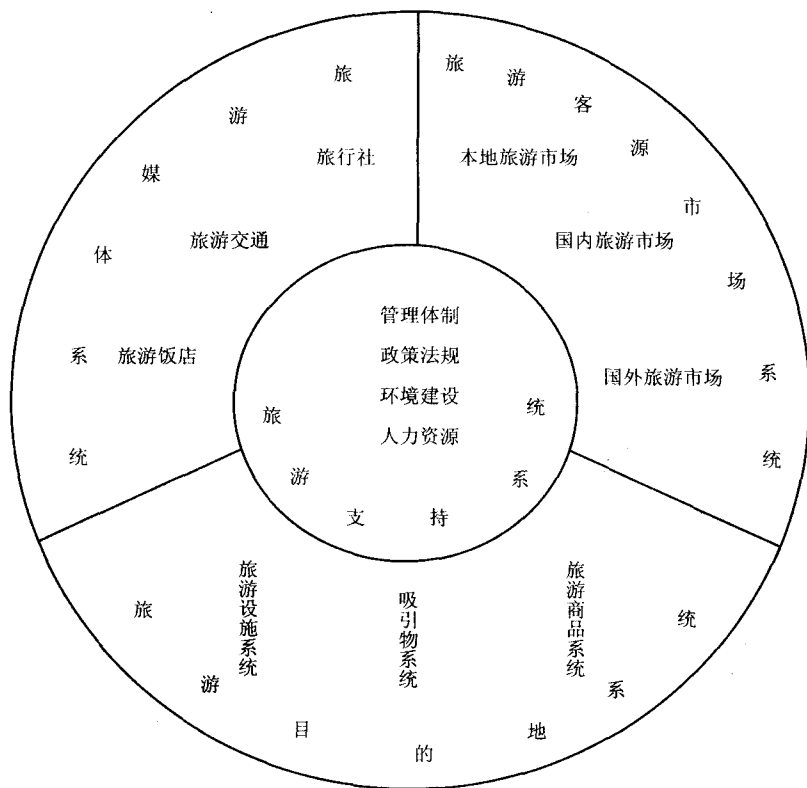 旅游媒体系统
旅行社
旅游交通
旅游饭店
旅游客源市场系统
本地旅游市场
国内旅游市场
国外旅游市场
管理体制
政策法规
环境建设
人力资源
旅游支持系统
旅游设施系统
吸引物系统
旅游商品系统
旅游目的地系统